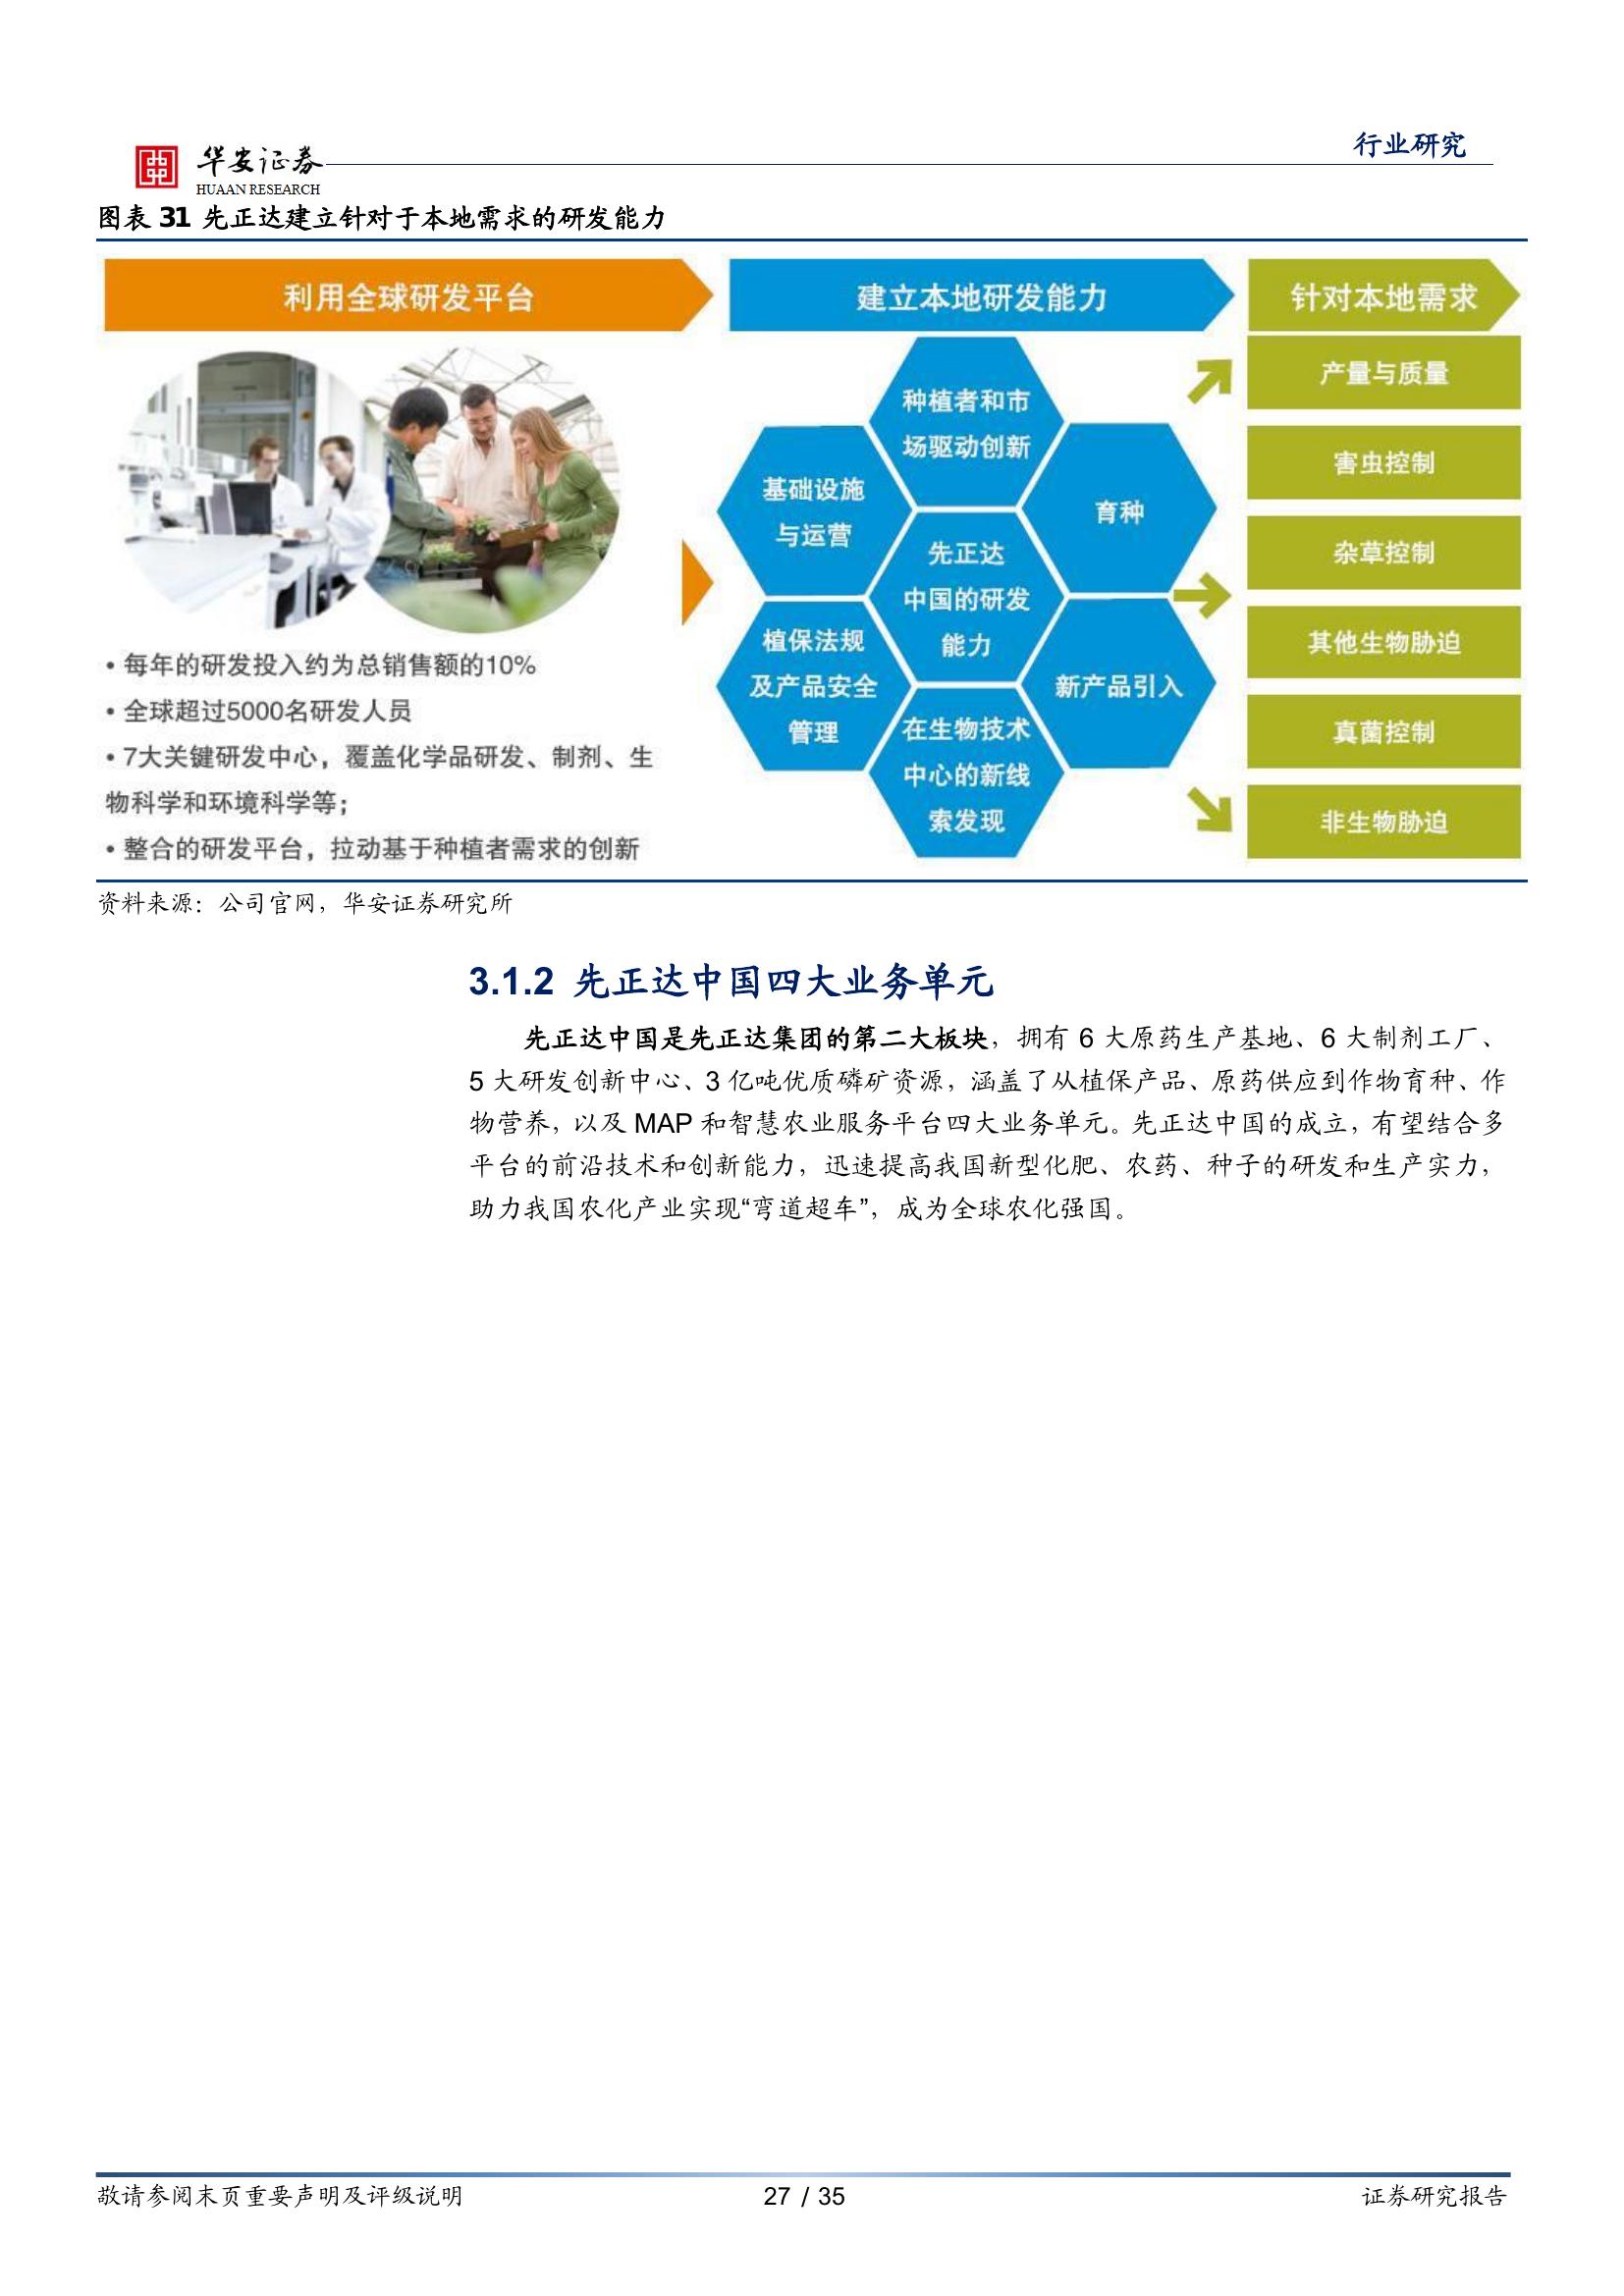 行业研究
华安证券
HUAAN RESEARCH
图表 31 先正达建立针对于本地需求的研发能力
利用全球研发平台
• 每年的研发投入约为总销售额的10%
• 全球超过5000名研发人员
• 7大关键研发中心，覆盖化学品研发、制剂、生
物科学和环境科学等；
• 整合的研发平台，拉动基于种植者需求的创新
建立本地研发能力
种植者和市
场驱动创新
基础设施
与运营
育种
先正达
中国的研发
能力
植保法规
及产品安全
管理
新产品引入
在生物技术
中心的新线
索发现
针对本地需求
产量与质量
害虫控制
杂草控制
其他生物胁迫
真菌控制
非生物胁迫
资料来源：公司官网，华安证券研究所
3.1.2 先正达中国四大业务单元
先正达中国是先正达集团的第二大板块，拥有 6 大原药生产基地、6 大制剂工厂、
5 大研发创新中心、3 亿吨优质磷矿资源，涵盖了从植保产品、原药供应到作物育种、作
物营养，以及 MAP 和智慧农业服务平台四大业务单元。先正达中国的成立，有望结合多
平台的前沿技术和创新能力，迅速提高我国新型化肥、农药、种子的研发和生产实力，
助力我国农化产业实现“弯道超车”，成为全球农化强国。
敬请参阅末页重要声明及评级说明
27 / 35
证券研究报告